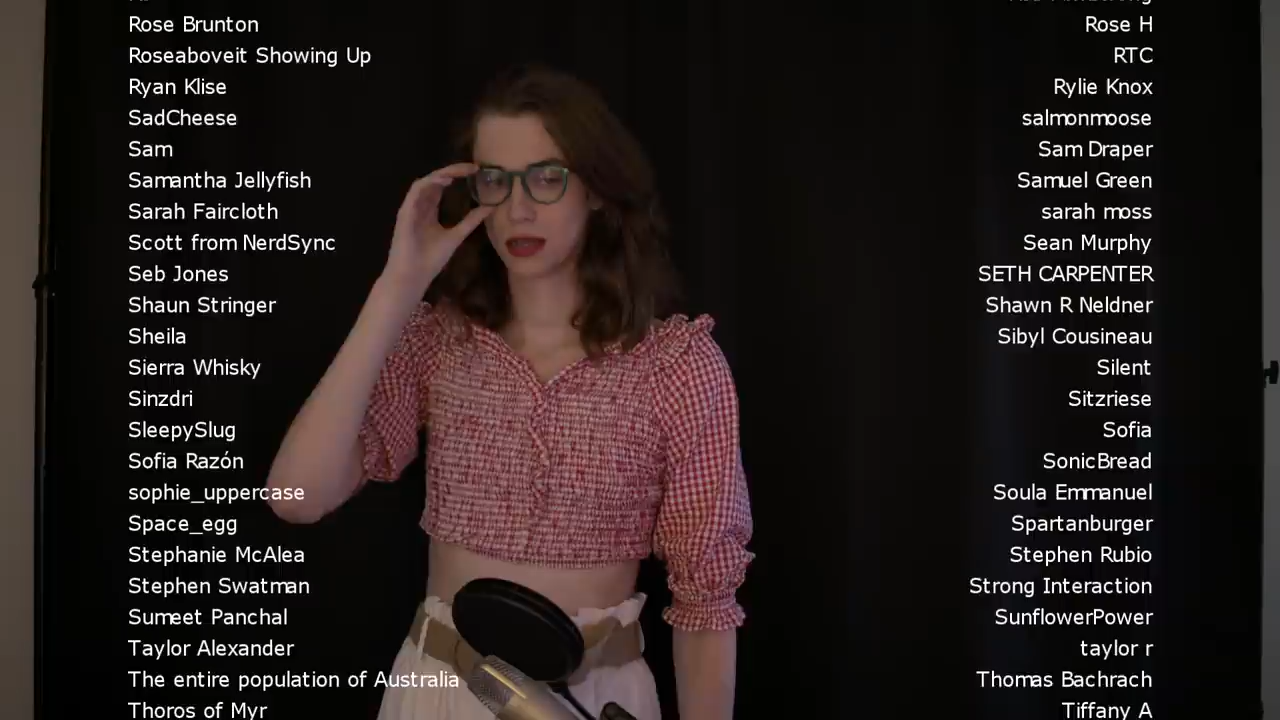 Rose Brunton
Rose H
Roseaboveit Showing Up
RTC
Ryan Klise
Rylie Knox
SadCheese
salmonmoose
Sam
Sam Draper
Samantha Jellyfish
Samuel Green
Sarah Faircloth
sarah moss
Scott from NerdSync
Sean Murphy
Seb Jones
SETH CARPENTER
Shaun Stringer
Shawn R Neldner
Sheila
Sibyl Cousineau
Sierra Whisky
Silent
Sinzdri
Sitzriese
SleepySlug
Sofia
Sofia Razón
SonicBread
sophie_uppercase
Soula Emmanuel
Space_egg
Spartanburger
Stephanie McAlea
Stephen Rubio
Stephen Swatman
Strong Interaction
Sumeet Panchal
SunflowerPower
Taylor Alexander
taylor r
The entire population of Australia
Thomas Bachrach
Thoros of Myr
Tiffany A